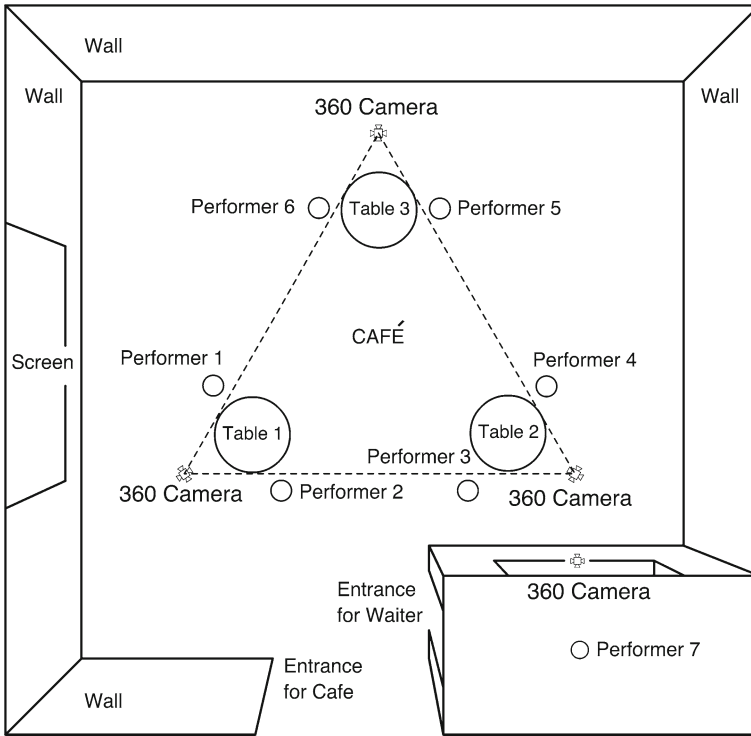 Wall
Wall
Wall
360 Camera
Performer 6
Table 3
Performer 5
CAFÉ
Screen
Performer 1
Performer 4
Table 1
Table 2
Performer 3
360 Camera
Performer 2
360 Camera
Entrance
for Waiter
360 Camera
Performer 7
Entrance
for Cafe
Wall